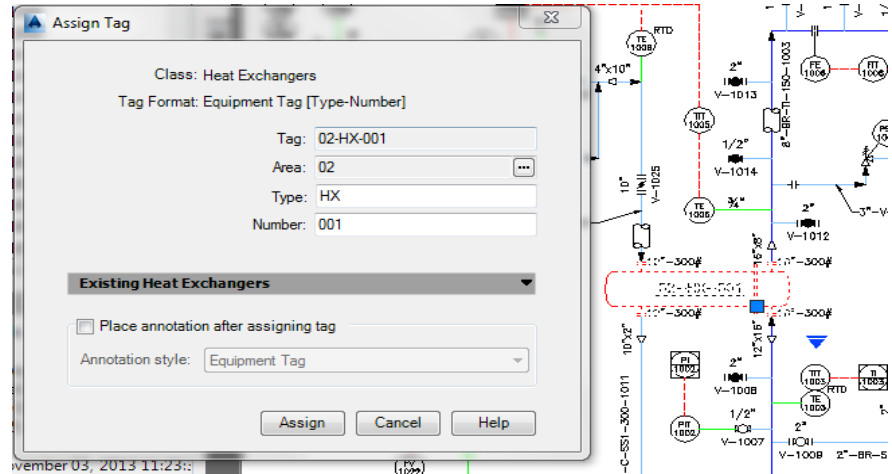 Assign Tag
Class: Heat Exchangers
Tag Format: Equipment Tag [Type-Number]
Tag: 02-HX-001
Area: 02 ...
Type: HX
Number: 001
Existing Heat Exchangers
Place annotation after assigning tag
Annotation style: Equipment Tag
Assign Cancel Help
vember 03, 2013 11:23:
TE 1008 RTD
4"x10"
2"
V-1013
FE 1006
FIT 1006
8"-BR-TI-150-1003
TIT 1005
1/2"
V-1014
10"
V-1025
TE 1005
3/4"
2"
V-1012
3"-V
16"x8"
10"-300#
-300#
-300#
10"-300#
10"x2"
12"x16"
PI 1002
2"
V-1008
TIT 1003
RTD
TI 1003
TE 1003
PIT 1002
1/2"
V-1007
2"
V-1009
2"-BR-S
-C-SS1-300-1011